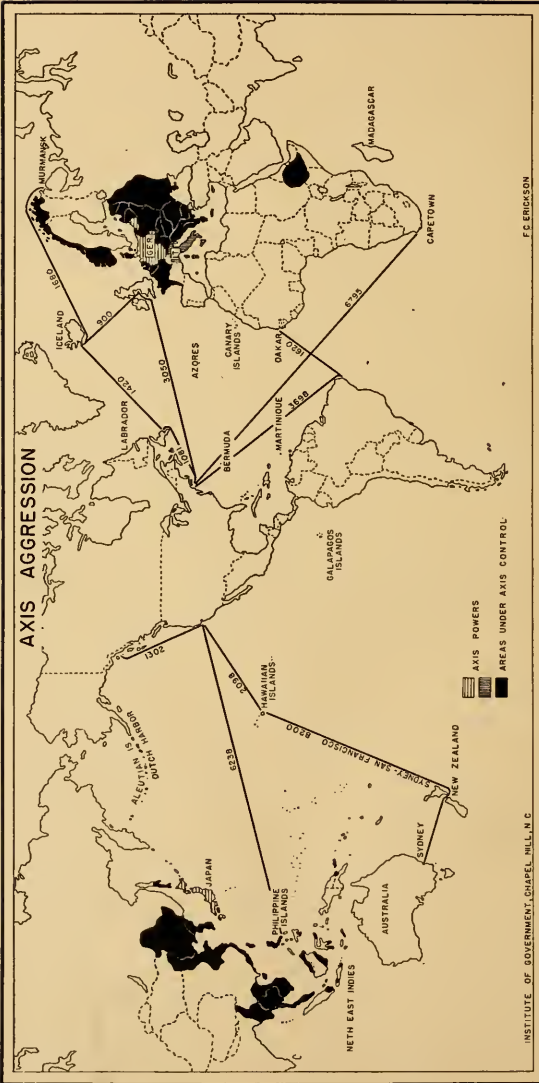 AXIS AGGRESSION
MURMANSK
1680
ICELAND
900
GER.
IT
1420
LABRADOR
3050
1081
AZORES
BERMUDA
CANARY
ISLANDS
DAKAR
1620
6795
MARTINIQUE
3698
MADAGASCAR
CAPETOWN
ALEUTIAN IS
DUTCH HARBOR
1302
JAPAN
6238
2098
HAWAIIAN
ISLANDS
GALAPAGOS
ISLANDS
PHILIPPINE
ISLANDS
NETH EAST INDIES
AUSTRALIA
SYDNEY
SYDNEY-SAN FRANCISCO 8200
NEW ZEALAND
AXIS POWERS
AREAS UNDER AXIS CONTROL
INSTITUTE OF GOVERNMENT, CHAPEL HILL, N C
F C ERICKSON